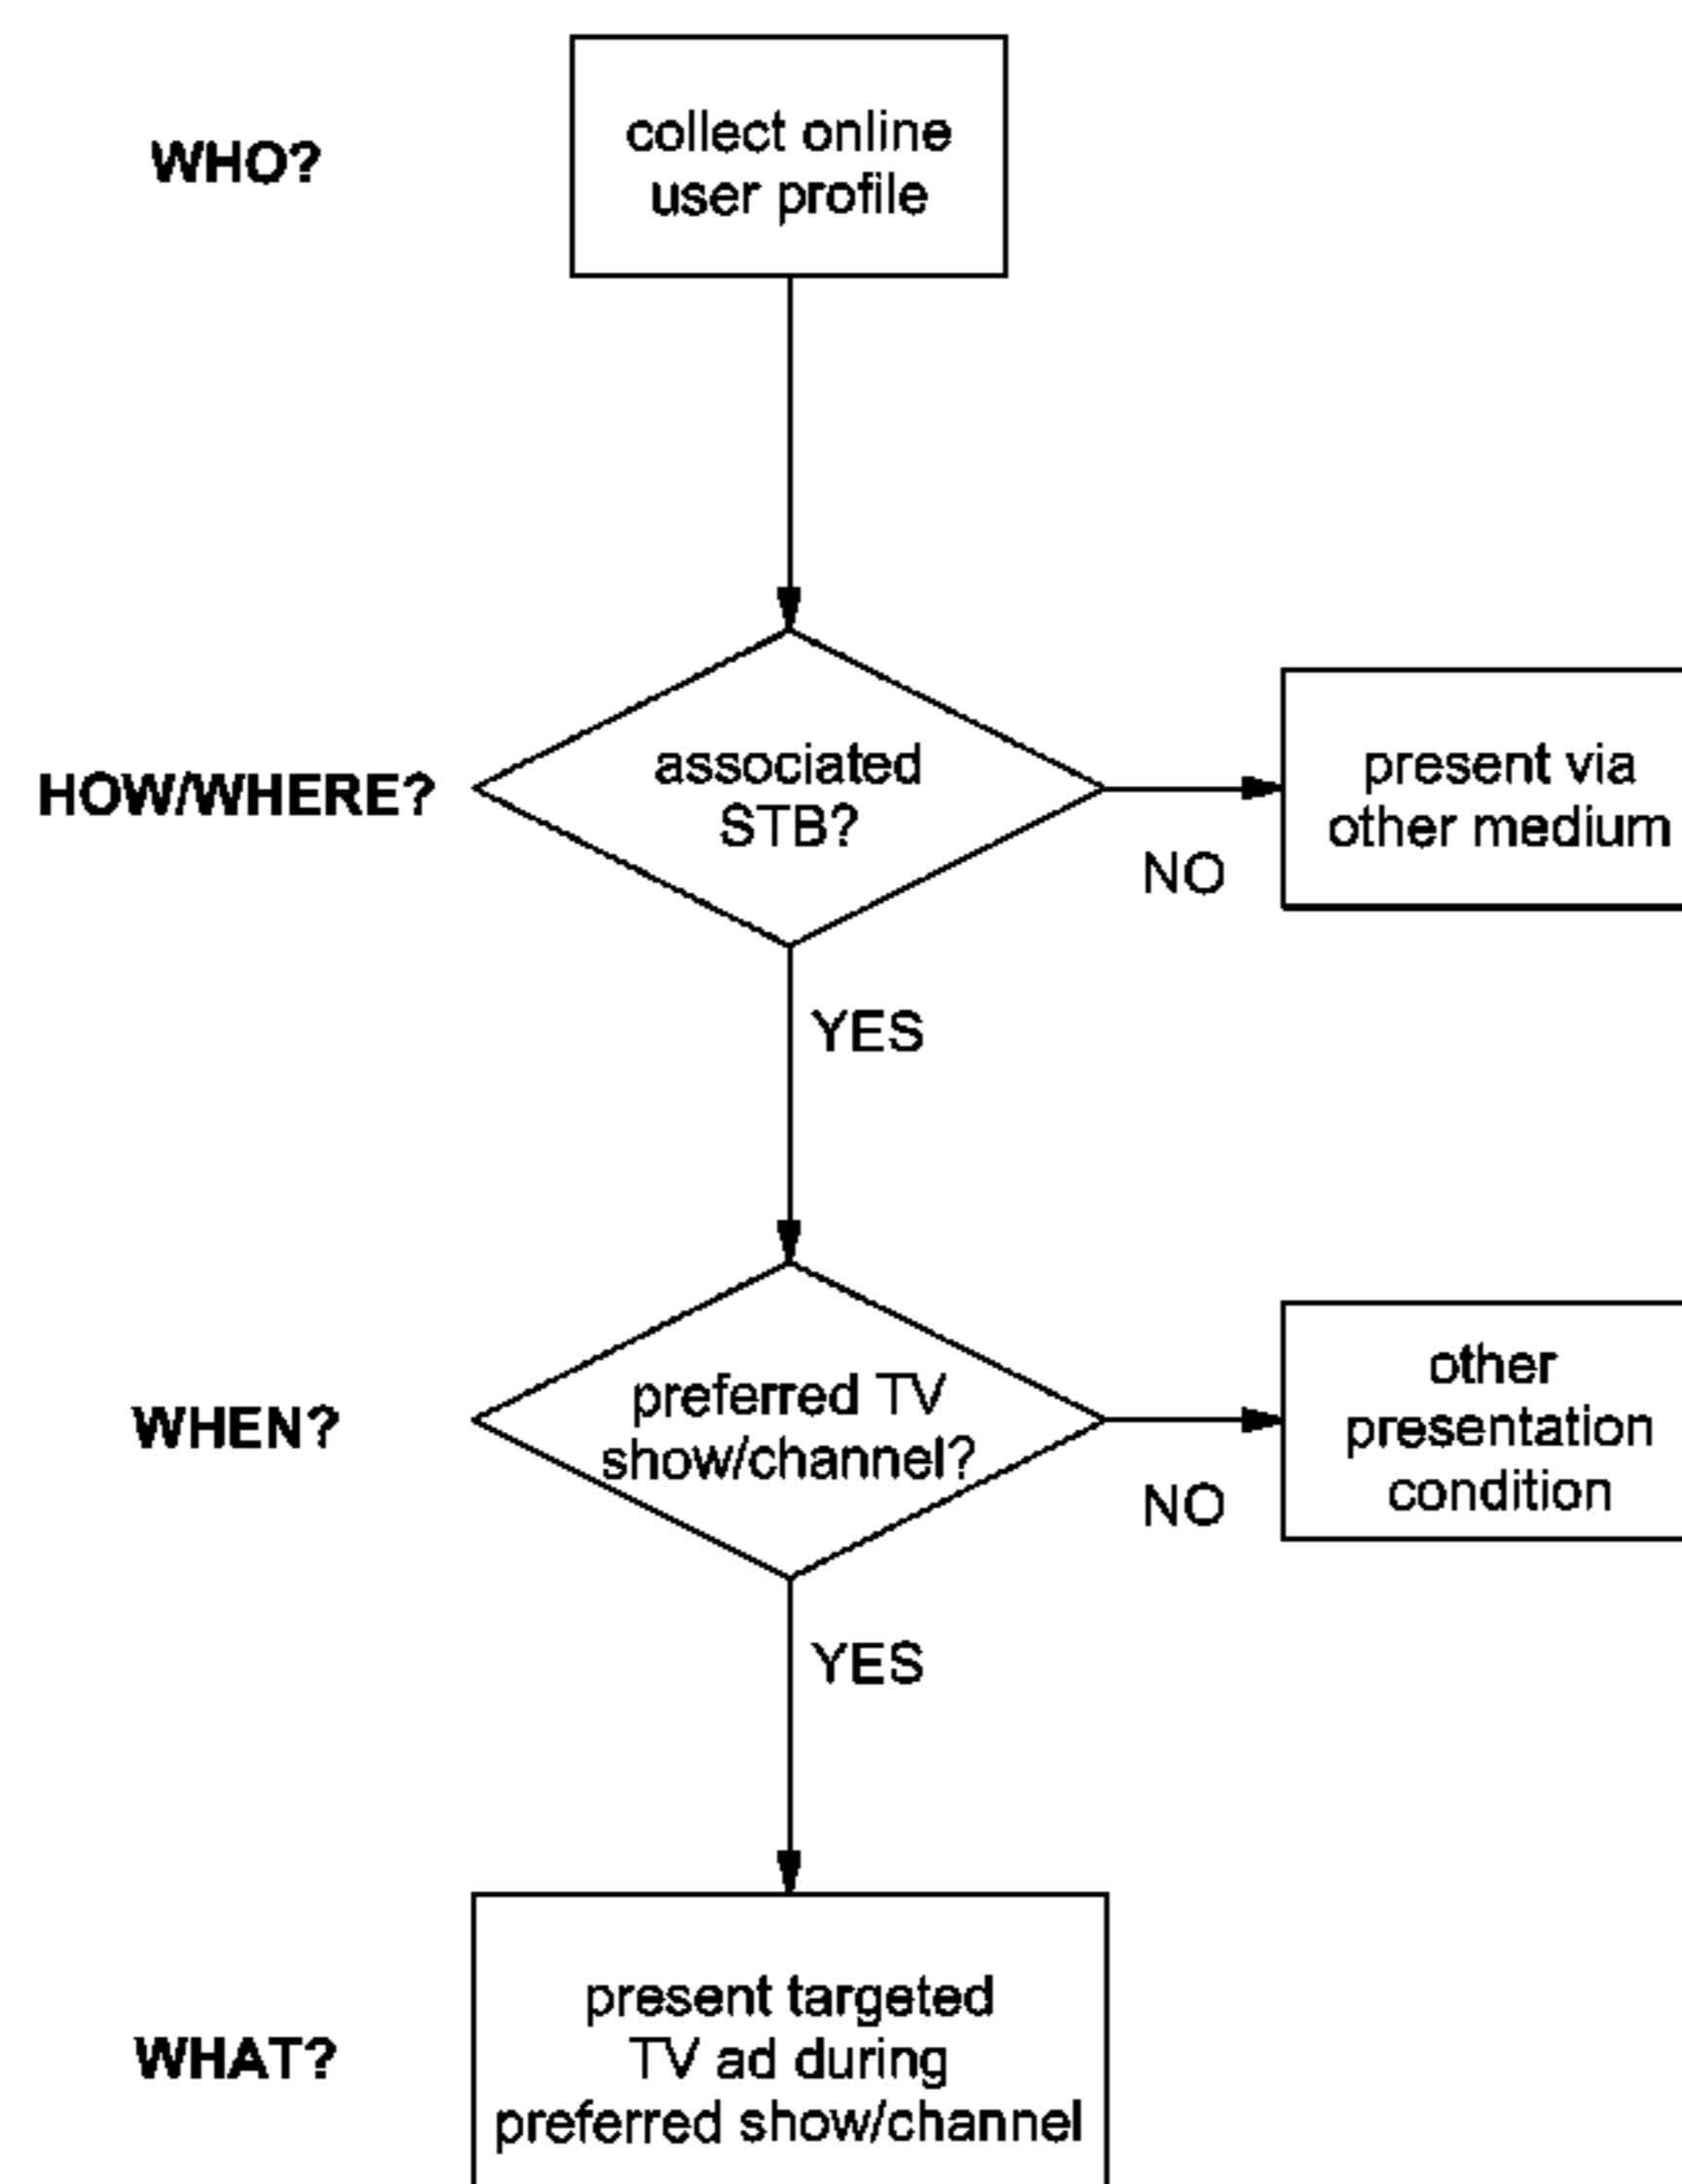 WHO?
collect online
user profile
HOW/WHERE?
associated
STB?
NO
present via
other medium
YES
WHEN?
preferred TV
show/channel?
NO
other
presentation
condition
YES
WHAT?
present targeted
TV ad during
preferred show/channel